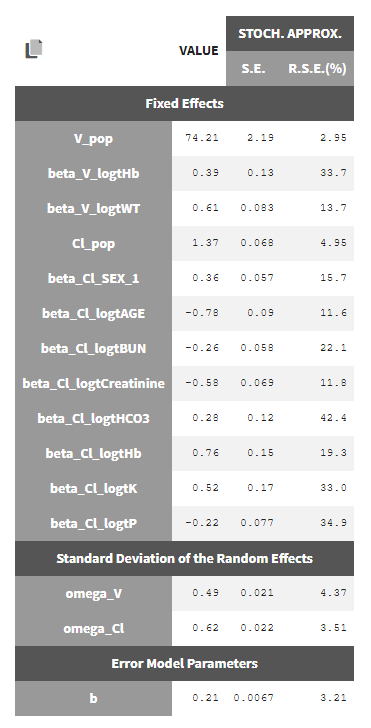 STOCH. APPROX.
VALUE
S.E. R.S.E.(%)
Fixed Effects
V_pop 74.21 2.19 2.95
beta_V_logtHb 0.39 0.13 33.7
beta_V_logtWT 0.61 0.083 13.7
Cl_pop 1.37 0.068 4.95
beta_Cl_SEX_1 0.36 0.057 15.7
beta_Cl_logtAGE -0.78 0.09 11.6
beta_Cl_logtBUN -0.26 0.058 22.1
beta_Cl_logtCreatinine -0.58 0.069 11.8
beta_Cl_logtHCO3 0.28 0.12 42.4
beta_Cl_logtHb 0.76 0.15 19.3
beta_Cl_logtK 0.52 0.17 33.0
beta_Cl_logtP -0.22 0.077 34.9
Standard Deviation of the Random Effects
omega_V 0.49 0.021 4.37
omega_Cl 0.62 0.022 3.51
Error Model Parameters
b 0.21 0.0067 3.21